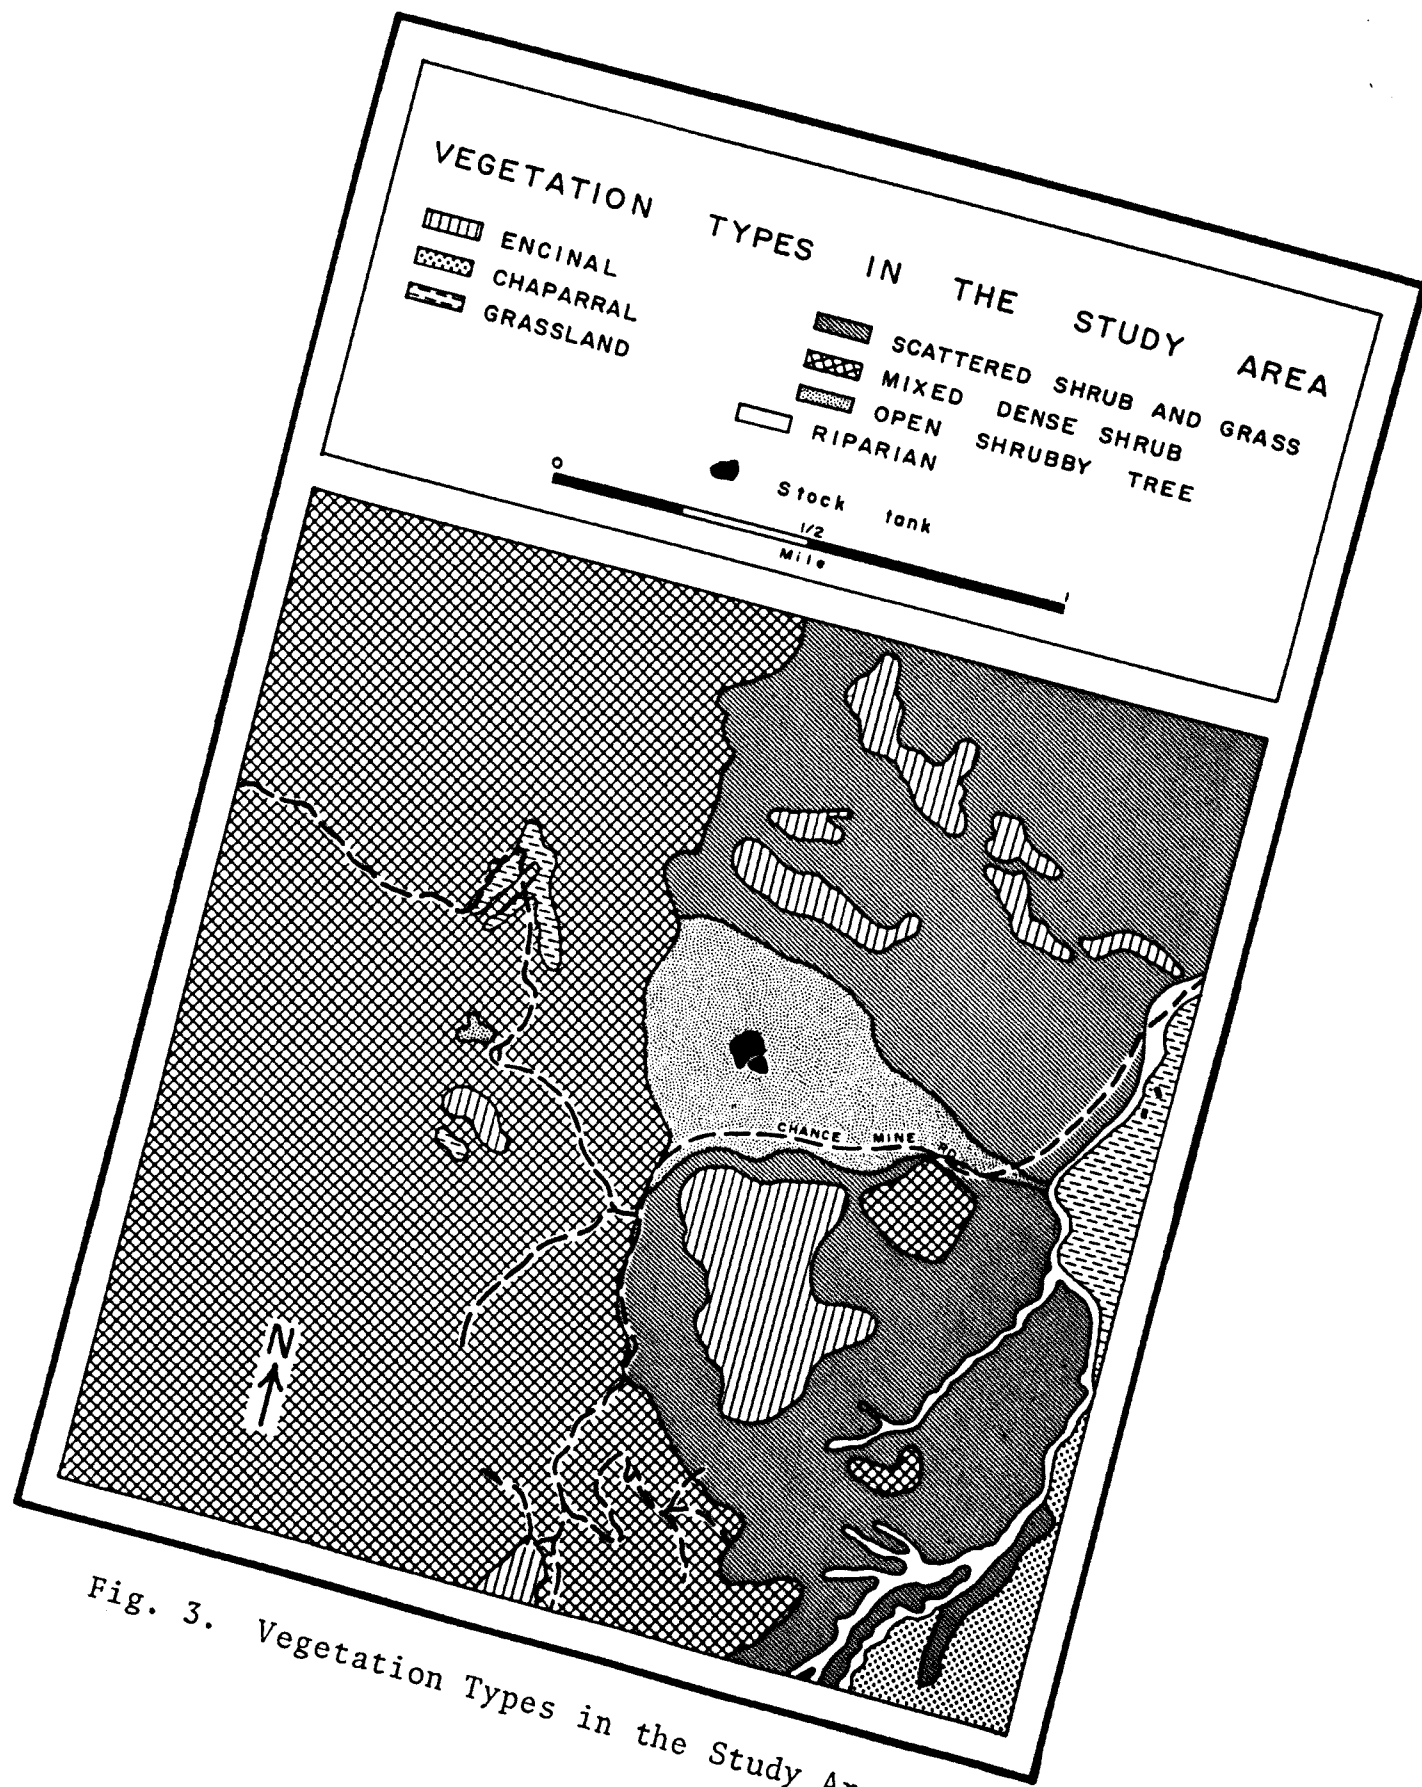 VEGETATION TYPES IN THE STUDY AREA
ENCINAL
CHAPARRAL
GRASSLAND
SCATTERED SHRUB AND GRASS
MIXED DENSE SHRUB
OPEN SHRUBBY TREE
RIPARIAN
Stock tank
0 1/2 1
Mile
CHANCE MINE RD.
N
Fig. 3. Vegetation Types in the Study